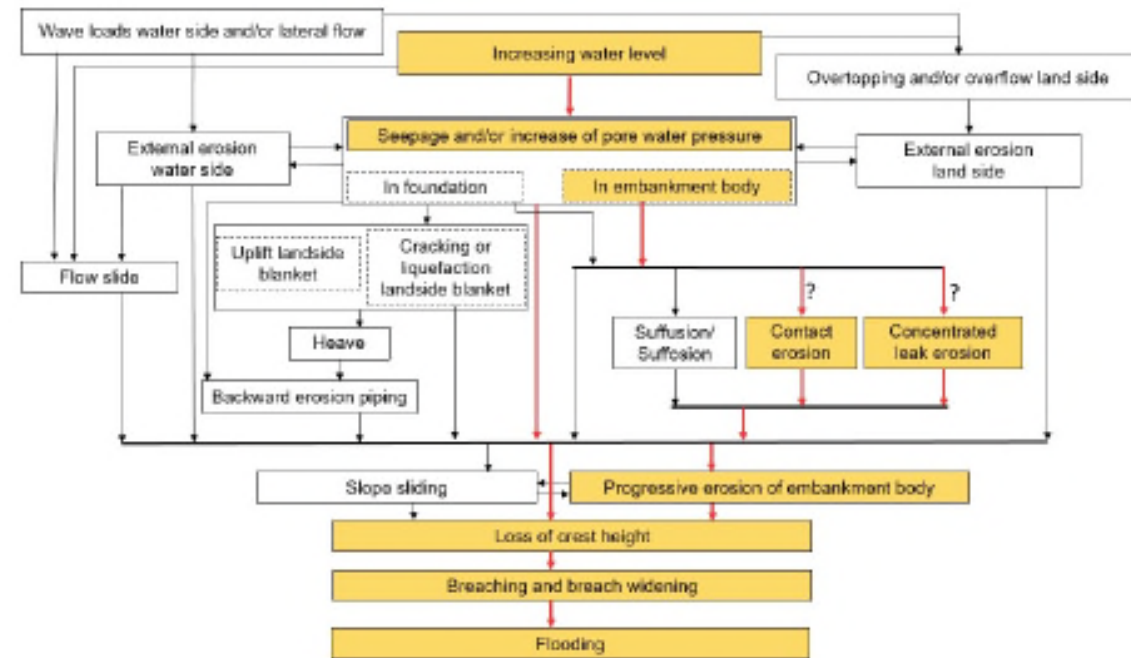 Wave loads water side and/or lateral flow
Increasing water level
Overtopping and/or overflow land side
Seepage and/or increase of pore water pressure
External erosion
water side
External erosion
land side
In foundation
In embankment body
Uplift landside
blanket
Cracking or
liquefaction
landside blanket
Flow slide
?
?
Heave
Suffusion/
Suffosion
Contact
erosion
Concentrated
leak erosion
Backward erosion piping
Slope sliding
Progressive erosion of embankment body
Loss of crest height
Breaching and breach widening
Flooding